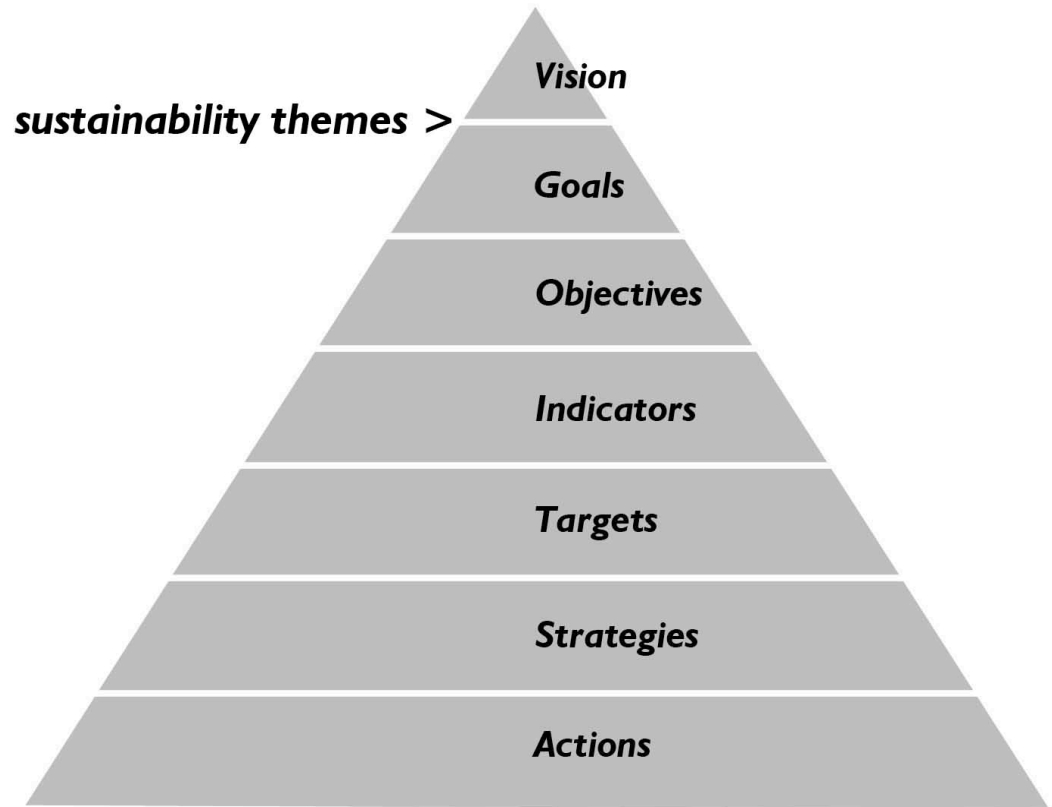 Vision
sustainability themes >
Goals
Objectives
Indicators
Targets
Strategies
Actions